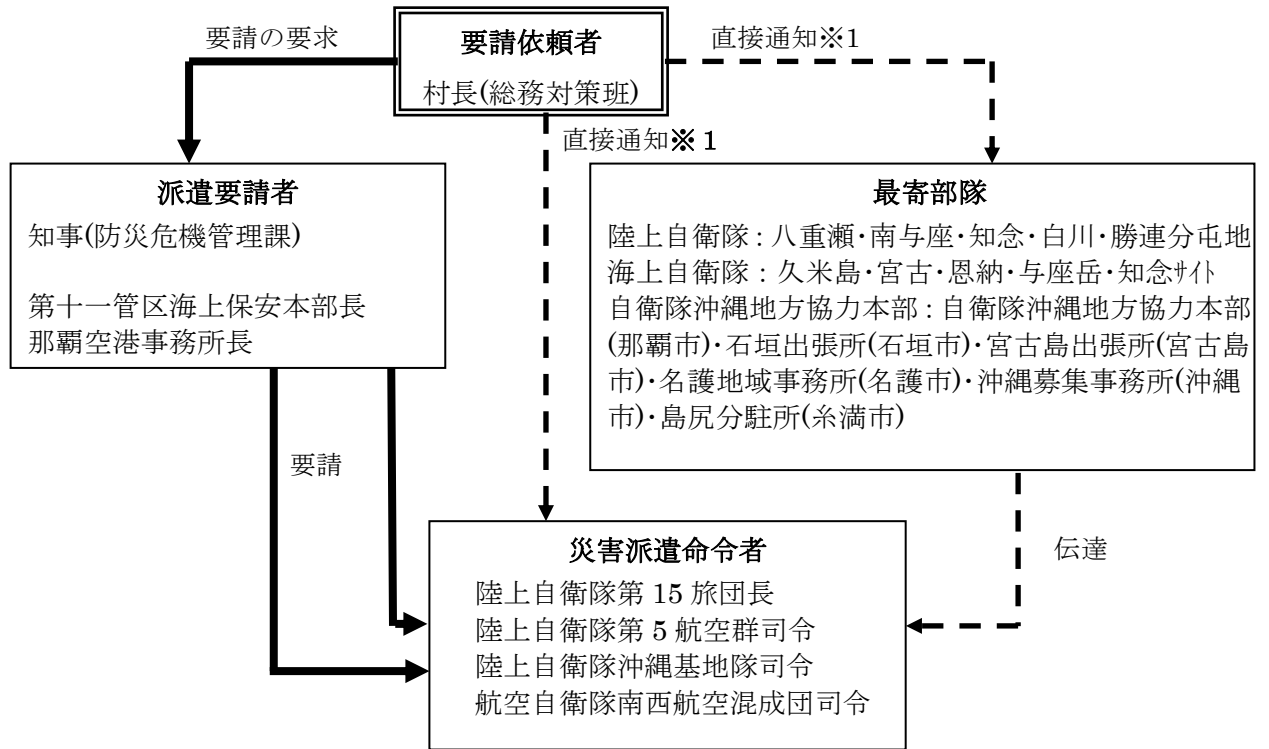 要請の要求
要請依頼者
村長(総務対策班)
直接通知※1
直接通知※1
派遣要請者
知事(防災危機管理課)
第十一管区海上保安本部長
那覇空港事務所長
最寄部隊
陸上自衛隊：八重瀬･南与座･知念･白川･勝連分屯地
海上自衛隊：久米島･宮古･恩納･与座岳･知念ｻｲﾄ
自衛隊沖縄地方協力本部：自衛隊沖縄地方協力本部
(那覇市)･石垣出張所(石垣市)･宮古島出張所(宮古島
市)･名護地域事務所(名護市)･沖縄募集事務所(沖縄
市)･島尻分駐所(糸満市)
要請
伝達
災害派遣命令者
陸上自衛隊第 15 旅団長
陸上自衛隊第 5 航空群司令
陸上自衛隊沖縄基地隊司令
航空自衛隊南西航空混成団司令